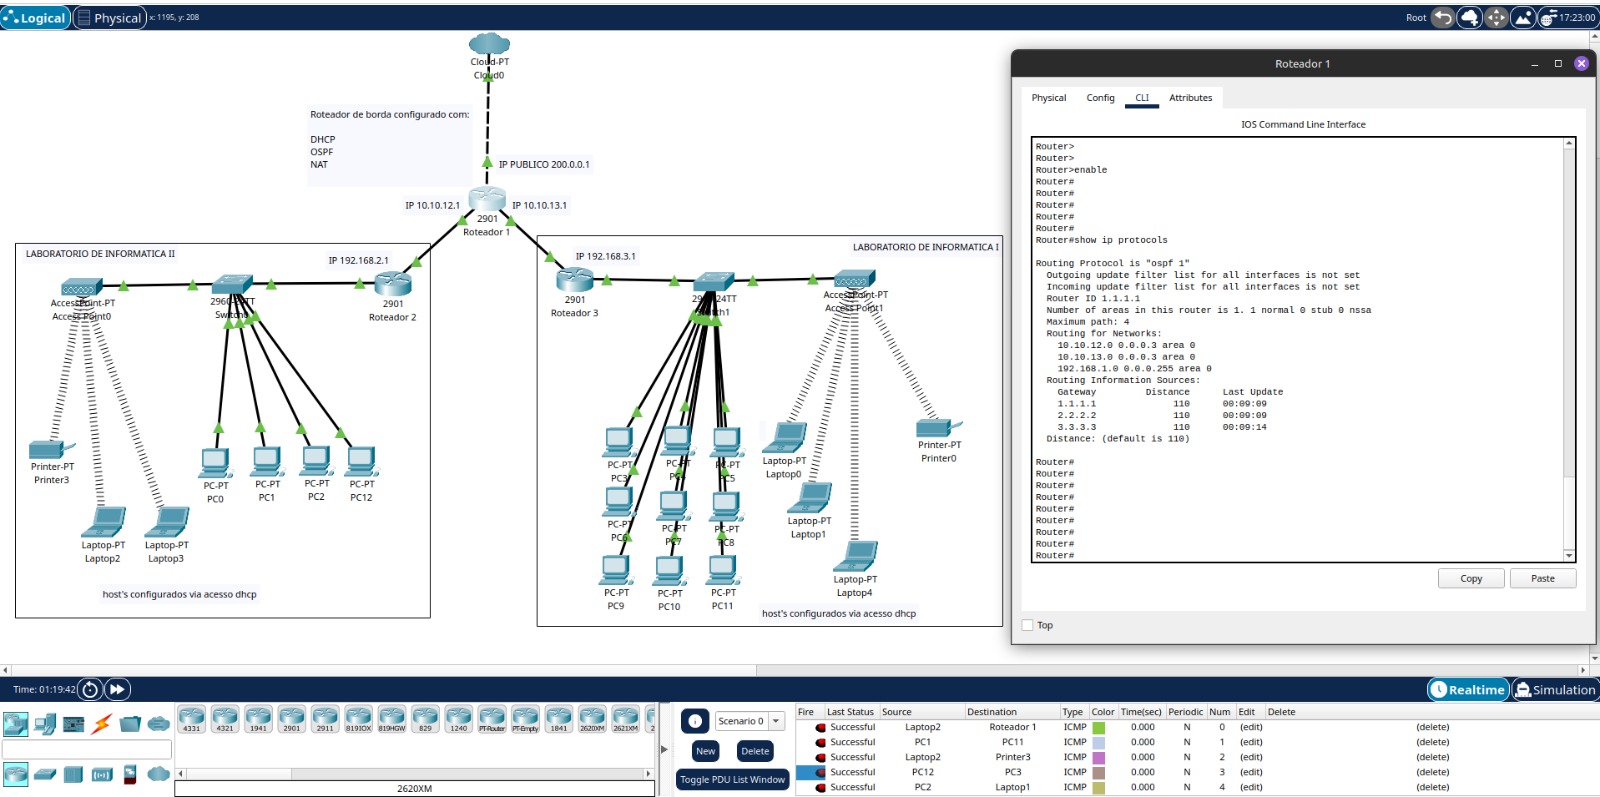 Logical Physical x: 1195, y: 208 Root 17:23:00
Cloud-PT
Cloud0
Roteador de borda configurado com:
DHCP
OSPF
NAT
IP PUBLICO 200.0.0.1
IP 10.10.12.1 IP 10.10.13.1
2901
Roteador 1
LABORATORIO DE INFORMATICA II
IP 192.168.2.1
AccessPoint-PT
Access Point0
Switch0
2901
Roteador 2
Printer-PT
Printer3
PC-PT
PC0
PC-PT
PC1
PC-PT
PC2
PC-PT
PC12
Laptop-PT
Laptop2
Laptop-PT
Laptop3
host's configurados via acesso dhcp
LABORATORIO DE INFORMATICA I
IP 192.168.3.1
2901
Roteador 3
AccessPoint-PT
Access Point1
PC-PT
PC3
PC-PT
PC-PT
PC5
Laptop-PT
Laptop0
Printer-PT
Printer0
PC-PT
PC6
PC-PT
PC7
PC-PT
PC8
Laptop-PT
Laptop1
PC-PT
PC9
PC-PT
PC10
PC-PT
PC11
Laptop-PT
Laptop4
host's configurados via acesso dhcp
Roteador 1
Physical Config CLI Attributes
IOS Command Line Interface
Router>
Router>
Router>enable
Router#
Router#
Router#
Router#
Router#
Router#show ip protocols
Routing Protocol is "ospf 1"
Outgoing update filter list for all interfaces is not set
Incoming update filter list for all interfaces is not set
Router ID 1.1.1.1
Number of areas in this router is 1. 1 normal 0 stub 0 nssa
Maximum path: 4
Routing for Networks:
10.10.12.0 0.0.0.3 area 0
10.10.13.0 0.0.0.3 area 0
192.168.1.0 0.0.0.255 area 0
Routing Information Sources:
Gateway Distance Last Update
1.1.1.1 110 00:09:09
2.2.2.2 110 00:09:09
3.3.3.3 110 00:09:14
Distance: (default is 110)
Router#
Router#
Router#
Router#
Router#
Router#
Router#
Router#
Router#
Copy Paste
Top
Time: 01:19:42
Realtime Simulation
4331 4321 1941 2901 2911 819IOX 819HGW 829 1240 PT-Router PT-Empty 1841 2620XM 2621XM 2
2620XM
Scenario 0
New Delete
Toggle PDU List Window
Fire Last Status Source Destination Type Color Time(sec) Periodic Num Edit Delete
Successful Laptop2 Roteador 1 ICMP 0.000 N 0 (edit) (delete)
Successful PC1 PC11 ICMP 0.000 N 1 (edit) (delete)
Successful Laptop2 Printer3 ICMP 0.000 N 2 (edit) (delete)
Successful PC12 PC3 ICMP 0.000 N 3 (edit) (delete)
Successful PC2 Laptop1 ICMP 0.000 N 4 (edit) (delete)